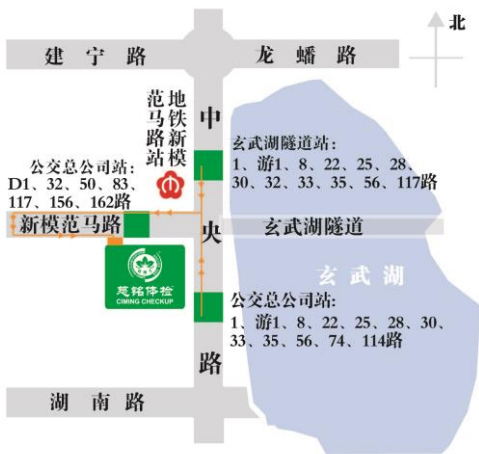 北
建宁路
龙蟠路
中央路
地铁新模
范马路站
玄武湖隧道站:
1、游1、8、22、25、28、
30、32、33、35、56、117路
公交总公司站:
D1、32、50、83、
117、156、162路
新模范马路
玄武湖隧道
慈铭体检
CIMING CHECKUP
玄武湖
公交总公司站:
1、游1、8、22、25、28、30、
33、35、56、74、114路
湖南路